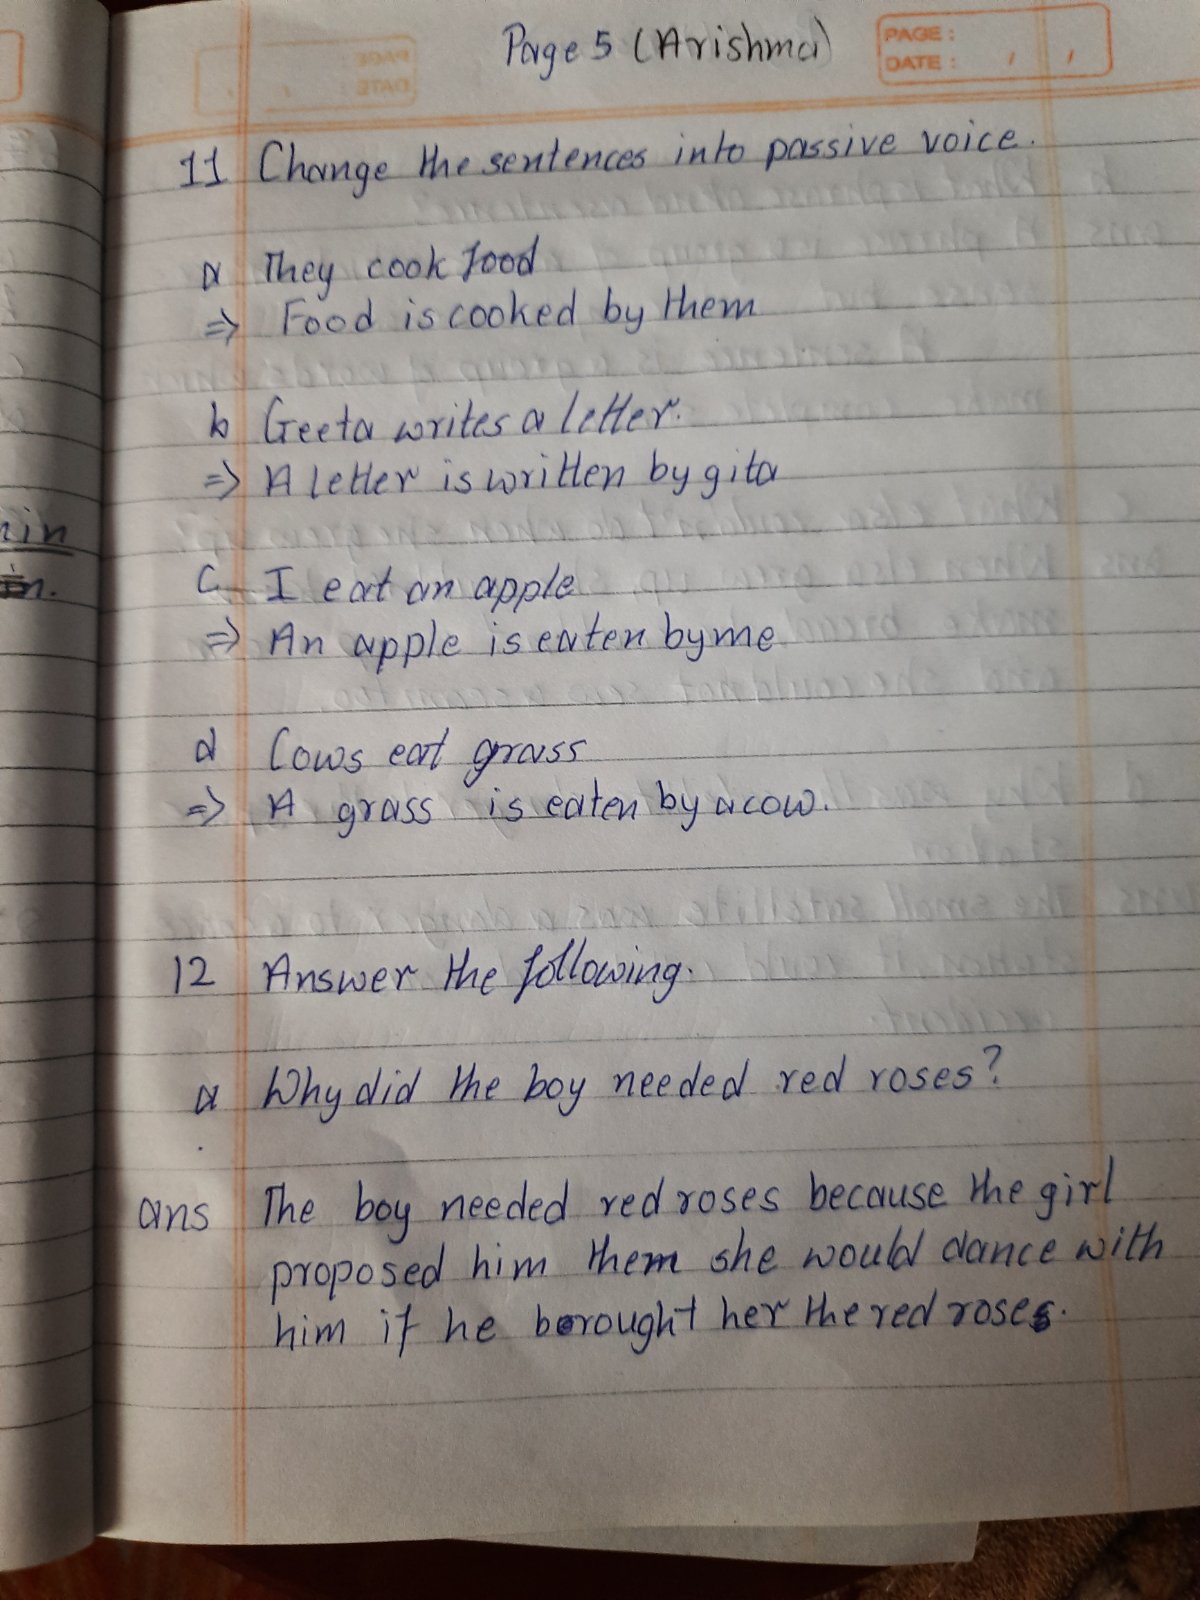 Page 5 (Arishma)
PAGE :
DATE : / /
11 Change the sentences into passive voice.
a They cook food
=> Food is cooked by them
b Geeta writes a letter.
=> A letter is written by gita
c I eat an apple
=> An apple is eaten by me
d Cows eat grass
=> A grass is eaten by a cow.
12 Answer the following.
a Why did the boy needed red roses?
ans The boy needed red roses because the girl
proposed him them she would dance with
him if he brought her the red roses.